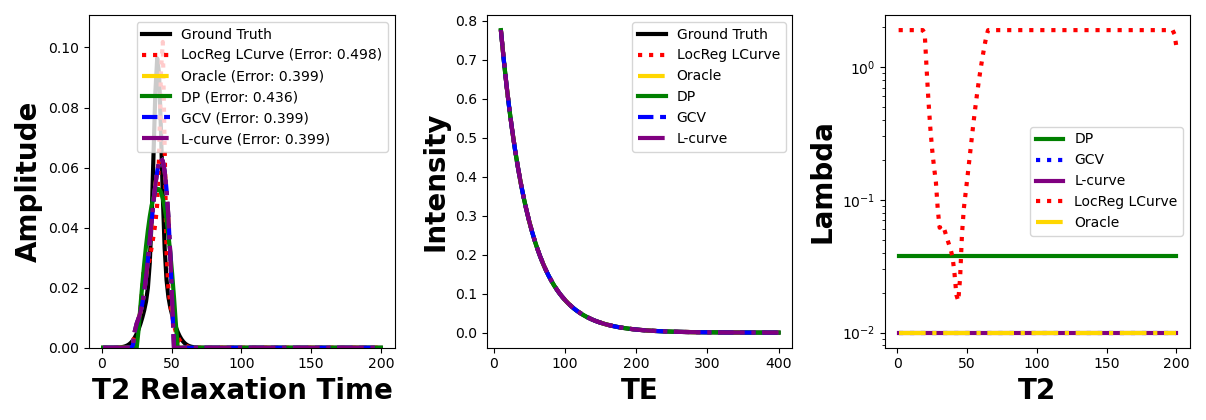 Amplitude
0.10
0.08
0.06
0.04
0.02
0.00
Ground Truth
LocReg LCurve (Error: 0.498)
Oracle (Error: 0.399)
DP (Error: 0.436)
GCV (Error: 0.399)
L-curve (Error: 0.399)
0 50 100 150 200
T2 Relaxation Time
Intensity
0.8
0.7
0.6
0.5
0.4
0.3
0.2
0.1
0.0
Ground Truth
LocReg LCurve
Oracle
DP
GCV
L-curve
0 100 200 300 400
TE
Lambda
10⁰
10⁻¹
10⁻²
DP
GCV
L-curve
LocReg LCurve
Oracle
0 50 100 150 200
T2